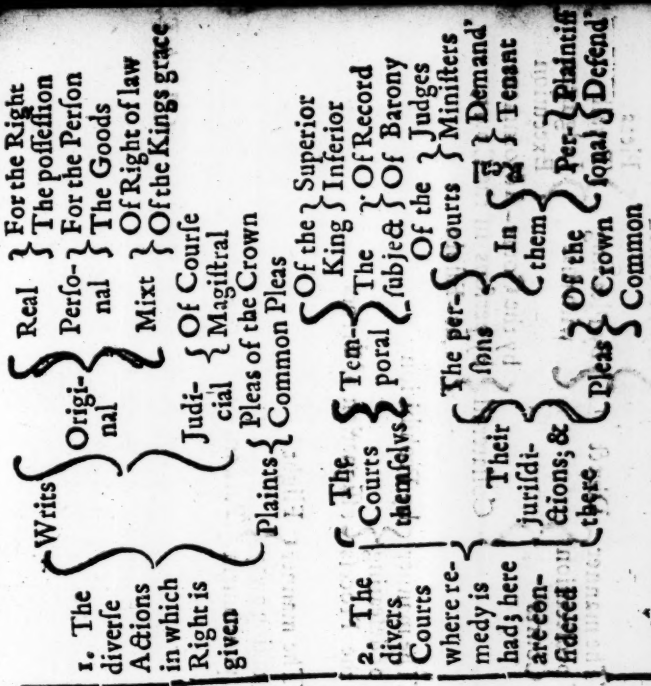 1. The
diverse
Actions
in which
Right is
given
Writs
Origi-
nal
Real
For the Right
The possession
Perso-
nal
For the Person
The Goods
Mixt
Of Right of law
Of the Kings grace
Judi-
cial
Of Course
Magistral
Plaints
Pleas of the Crown
Common Pleas
2. The
divers
Courts
where re-
medy is
had; here
are con-
sidered
The
Courts
themselvs
Tem-
poral
Of the
King
Superior
Inferior
The
subject
Of Record
Of Barony
Their
jurisdi-
ctions; &
there
The per-
sons
Of the
Courts
Judges
Ministers
In
them
Demand'
Tenant
Per-
sonal
Plaintiff
Defend'
Pleas
Of the
Crown
Common